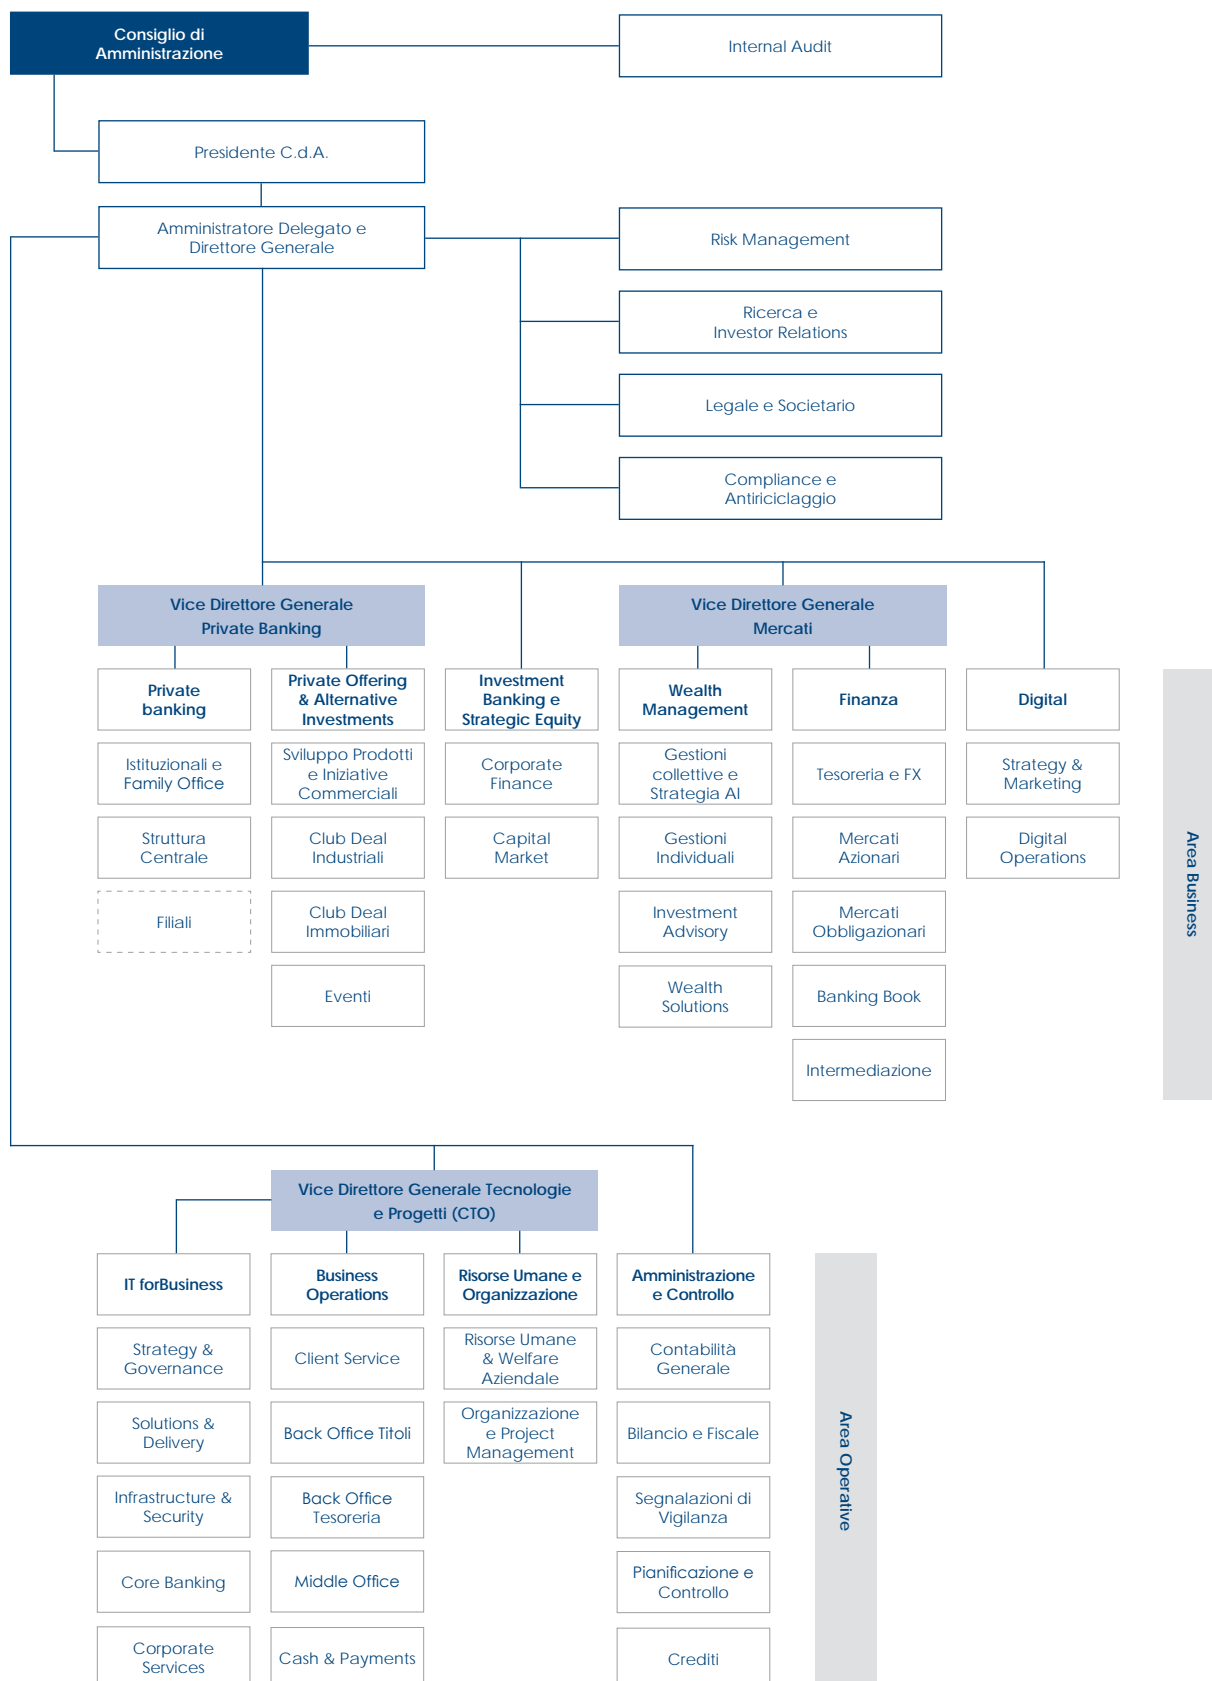 Consiglio di
Amministrazione
Internal Audit
Presidente C.d.A.
Amministratore Delegato e
Direttore Generale
Risk Management
Ricerca e
Investor Relations
Legale e Societario
Compliance e
Antiriciclaggio
Vice Direttore Generale
Private Banking
Vice Direttore Generale
Mercati
Private
banking
Istituzionali e
Family Office
Struttura
Centrale
Filiali
Private Offering
& Alternative
Investments
Sviluppo Prodotti
e Iniziative
Commerciali
Club Deal
Industriali
Club Deal
Immobiliari
Eventi
Investment
Banking e
Strategic Equity
Corporate
Finance
Capital
Market
Wealth
Management
Gestioni
collettive e
Strategia AI
Gestioni
Individuali
Investment
Advisory
Wealth
Solutions
Finanza
Tesoreria e FX
Mercati
Azionari
Mercati
Obbligazionari
Banking Book
Intermediazione
Digital
Strategy &
Marketing
Digital
Operations
Area Business
Vice Direttore Generale Tecnologie
e Progetti (CTO)
IT forBusiness
Strategy &
Governance
Solutions &
Delivery
Infrastructure &
Security
Core Banking
Corporate
Services
Business
Operations
Client Service
Back Office Titoli
Back Office
Tesoreria
Middle Office
Cash & Payments
Risorse Umane e
Organizzazione
Risorse Umane
& Welfare
Aziendale
Organizzazione
e Project
Management
Amministrazione
e Controllo
Contabilità
Generale
Bilancio e Fiscale
Segnalazioni di
Vigilanza
Pianificazione e
Controllo
Crediti
Area Operative